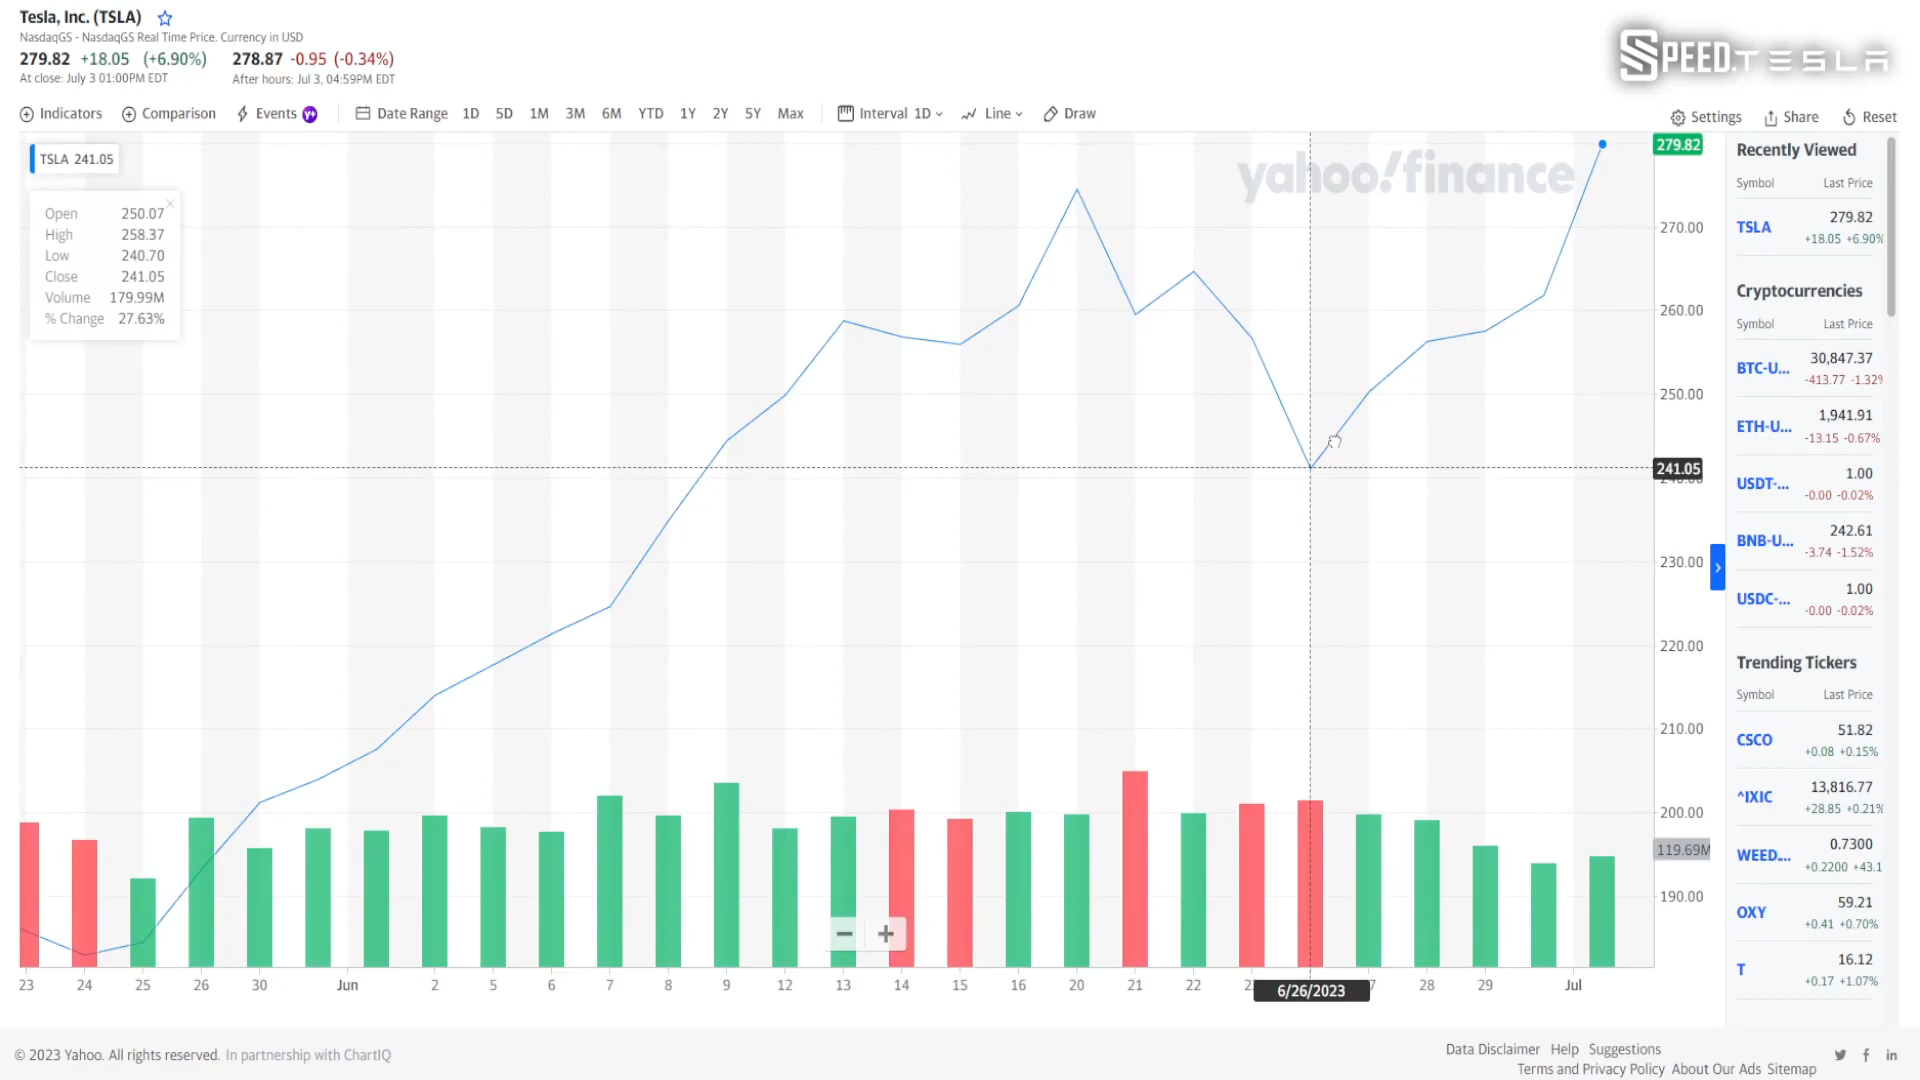 Tesla, Inc. (TSLA)
NasdaqGS - NasdaqGS Real Time Price. Currency in USD
279.82 +18.05 (+6.90%) 278.87 -0.95 (-0.34%)
At close: July 3 01:00PM EDT After hours: Jul 3, 04:59PM EDT
SPEED.TESLA
Indicators Comparison Events y+ Date Range 1D 5D 1M 3M 6M YTD 1Y 2Y 5Y Max Interval 1D Line Draw
Settings Share Reset
TSLA 241.05
Open 250.07
High 258.37
Low 240.70
Close 241.05
Volume 179.99M
% Change 27.63%
yahoo!finance
279.82
270.00
260.00
250.00
241.05
230.00
220.00
210.00
200.00
119.69M
190.00
23 24 25 26 30 Jun 2 5 6 7 8 9 12 13 14 15 16 20 21 22 6/26/2023 28 29 Jul
Recently Viewed
Symbol Last Price
TSLA 279.82
+18.05 +6.90%
Cryptocurrencies
Symbol Last Price
BTC-U... 30,847.37
-413.77 -1.32%
ETH-U... 1,941.91
-13.15 -0.67%
USDT-... 1.00
-0.00 -0.02%
BNB-U... 242.61
-3.74 -1.52%
USDC-... 1.00
-0.00 -0.02%
Trending Tickers
Symbol Last Price
CSCO 51.82
+0.08 +0.15%
^IXIC 13,816.77
+28.85 +0.21%
WEED.... 0.7300
+0.2200 +43.1
OXY 59.21
+0.41 +0.70%
T 16.12
+0.17 +1.07%
© 2023 Yahoo. All rights reserved. In partnership with ChartIQ
Data Disclaimer Help Suggestions
Terms and Privacy Policy About Our Ads Sitemap